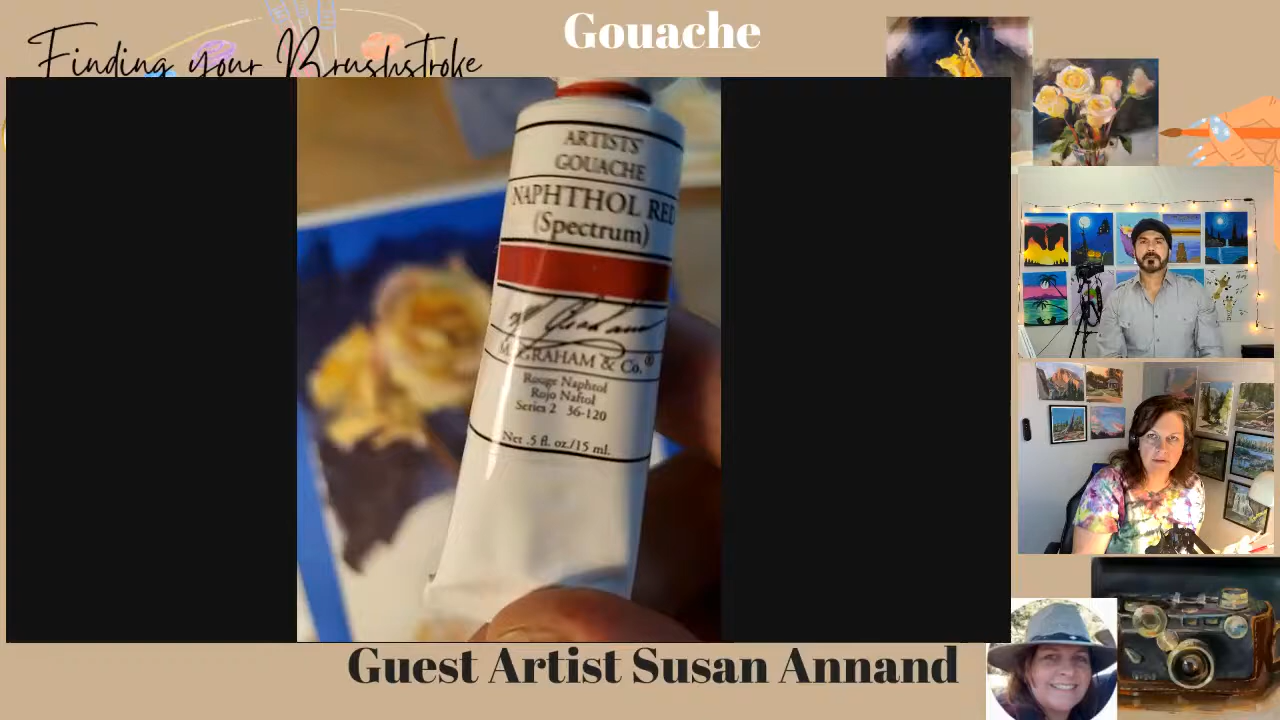 Gouache
Finding your Brushstroke
ARTISTS'
GOUACHE
NAPHTHOL RED
(Spectrum)
M. Graham
M. GRAHAM & Co.®
Rouge Naphtol
Rojo Naftol
Series 2 36-120
Net .5 fl. oz./15 ml.
Guest Artist Susan Annand